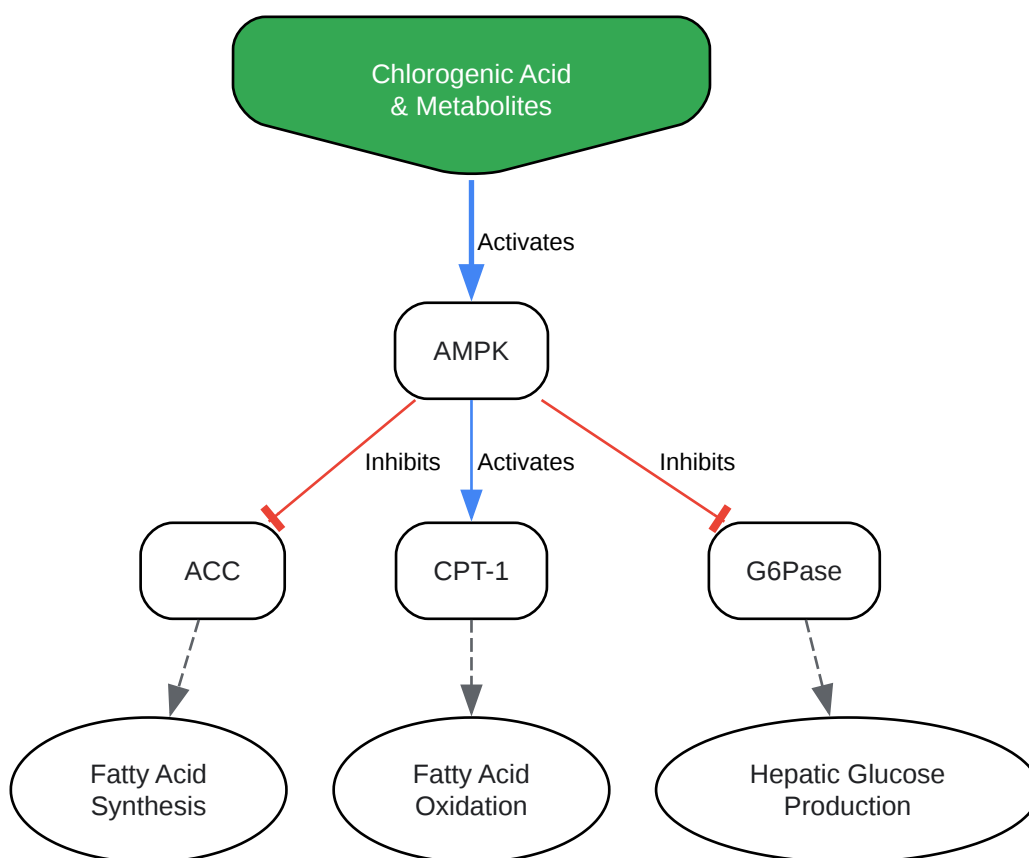 Chlorogenic Acid
& Metabolites
Activates
AMPK
Inhibits
Activates
Inhibits
ACC
CPT-1
G6Pase
Fatty Acid
Synthesis
Fatty Acid
Oxidation
Hepatic Glucose
Production